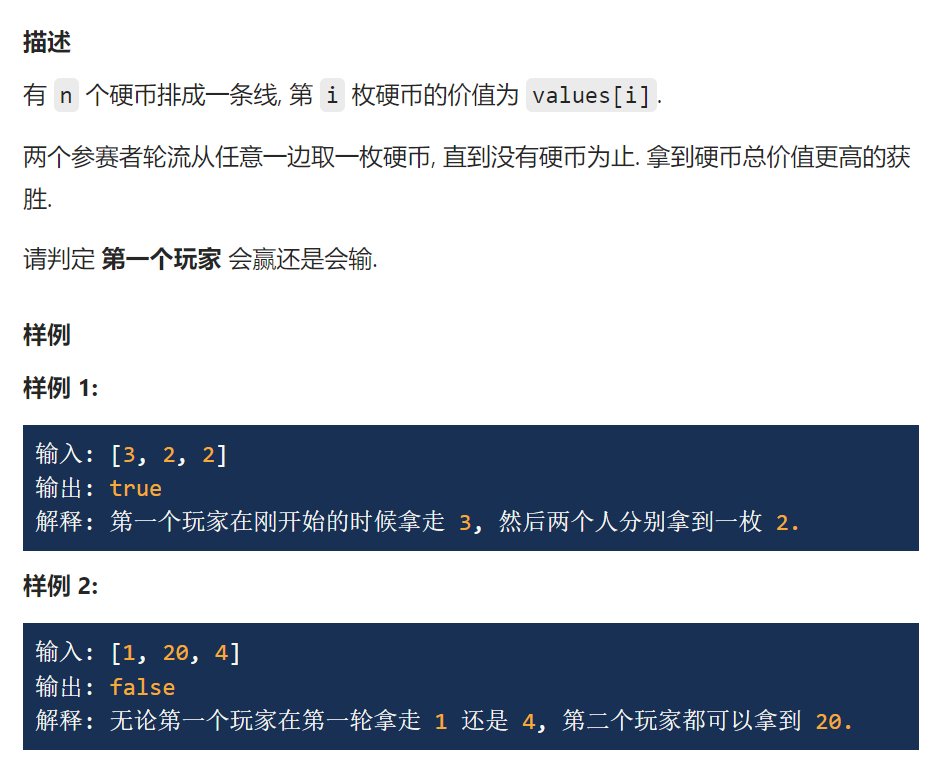 描述
有 n 个硬币排成一条线, 第 i 枚硬币的价值为 values[i].
两个参赛者轮流从任意一边取一枚硬币, 直到没有硬币为止. 拿到硬币总价值更高的获
胜.
请判定 第一个玩家 会赢还是会输.
样例
样例 1:
输入: [3, 2, 2]
输出: true
解释: 第一个玩家在刚开始的时候拿走 3, 然后两个人分别拿到一枚 2.
样例 2:
输入: [1, 20, 4]
输出: false
解释: 无论第一个玩家在第一轮拿走 1 还是 4, 第二个玩家都可以拿到 20.